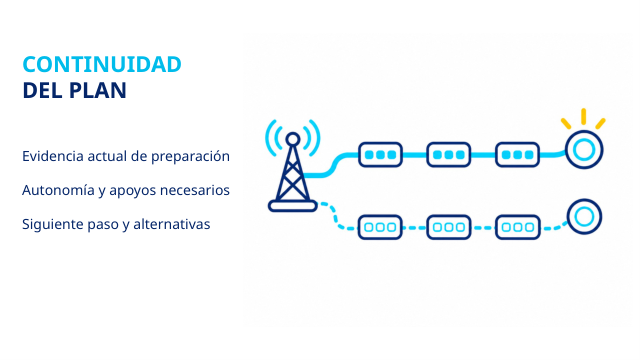 CONTINUIDAD
DEL PLAN
Evidencia actual de preparación
Autonomía y apoyos necesarios
Siguiente paso y alternativas